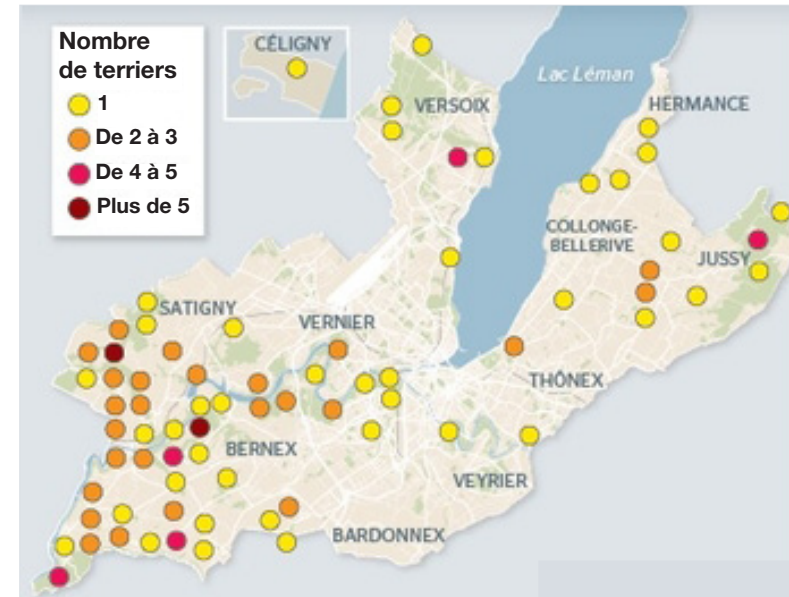 Nombre
de terriers
1
De 2 à 3
De 4 à 5
Plus de 5
CÉLIGNY
Lac Léman
VERSOIX
HERMANCE
COLLONGE-
BELLERIVE
JUSSY
SATIGNY
VERNIER
THÔNEX
BERNEX
VEYRIER
BARDONNEX